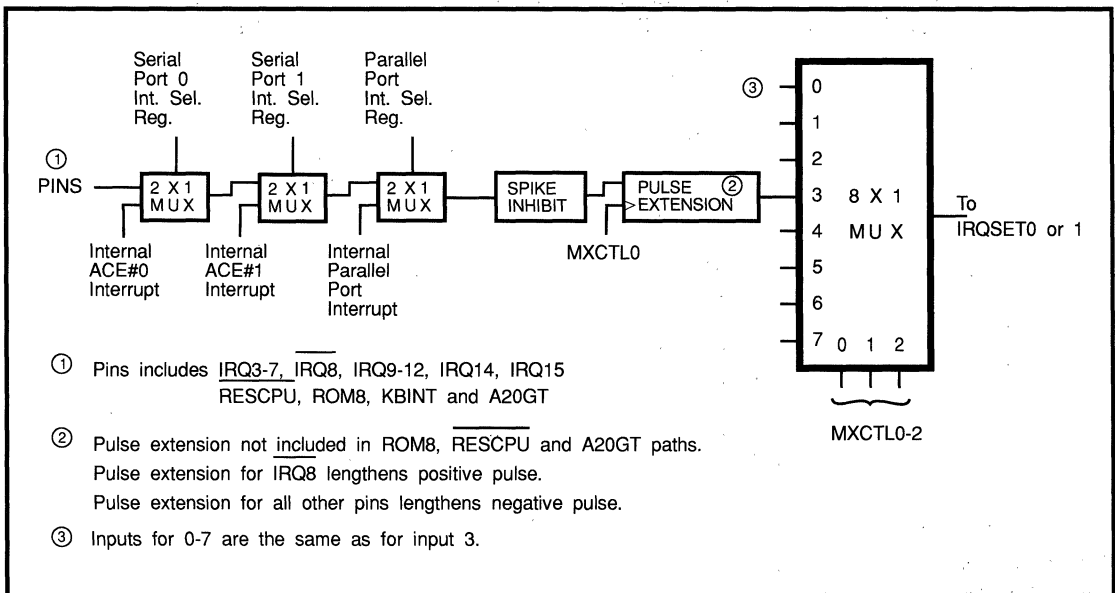 Serial
Port 0
Int. Sel.
Reg.
Serial
Port 1
Int. Sel.
Reg.
Parallel
Port
Int. Sel.
Reg.
①
PINS
2 X 1
MUX
2 X 1
MUX
2 X 1
MUX
SPIKE
INHIBIT
PULSE ②
>EXTENSION
MXCTL0
Internal
ACE#0
Interrupt
Internal
ACE#1
Interrupt
Internal
Parallel
Port
Interrupt
③
0
1
2
3
4
5
6
7
8 X 1
MUX
0 1 2
MXCTL0-2
To
IRQSET0 or 1
① Pins includes IRQ3-7, IRQ8, IRQ9-12, IRQ14, IRQ15
RESCPU, ROM8, KBINT and A20GT
② Pulse extension not included in ROM8, RESCPU and A20GT paths.
Pulse extension for IRQ8 lengthens positive pulse.
Pulse extension for all other pins lengthens negative pulse.
③ Inputs for 0-7 are the same as for input 3.